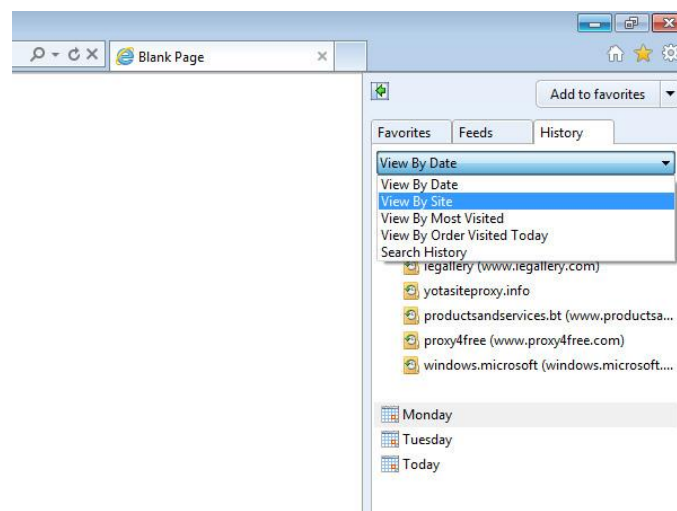 Blank Page
Add to favorites
Favorites Feeds History
View By Date
View By Date
View By Site
View By Most Visited
View By Order Visited Today
Search History
iegallery (www.iegallery.com)
yotasiteproxy.info
productsandservices.bt (www.productsa...
proxy4free (www.proxy4free.com)
windows.microsoft (windows.microsoft....
Monday
Tuesday
Today